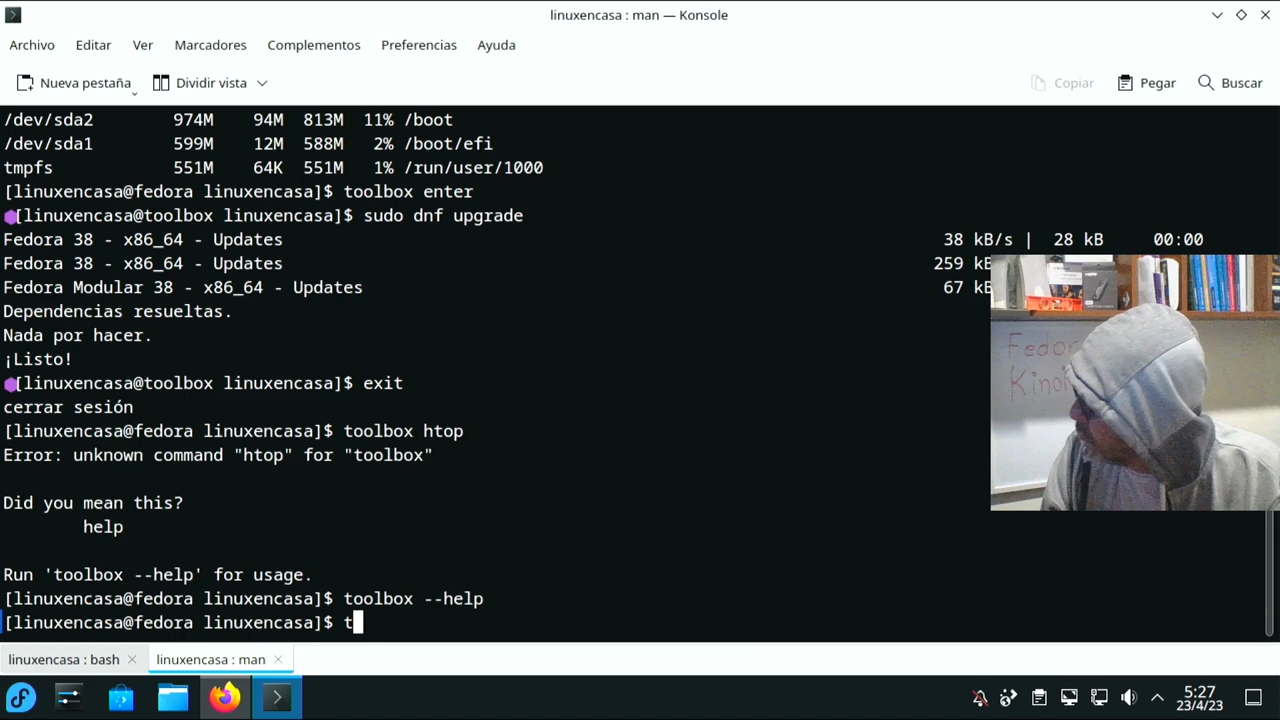 linuxencasa : man — Konsole
Archivo Editar Ver Marcadores Complementos Preferencias Ayuda
Nueva pestaña Dividir vista Copiar Pegar Buscar
/dev/sda2 974M 94M 813M 11% /boot
/dev/sda1 599M 12M 588M 2% /boot/efi
tmpfs 551M 64K 551M 1% /run/user/1000
[linuxencasa@fedora linuxencasa]$ toolbox enter
[linuxencasa@toolbox linuxencasa]$ sudo dnf upgrade
Fedora 38 - x86_64 - Updates 38 kB/s | 28 kB 00:00
Fedora 38 - x86_64 - Updates 259 kB
Fedora Modular 38 - x86_64 - Updates 67 kB
Dependencias resueltas.
Nada por hacer.
¡Listo!
[linuxencasa@toolbox linuxencasa]$ exit
cerrar sesión
[linuxencasa@fedora linuxencasa]$ toolbox htop
Error: unknown command "htop" for "toolbox"
Did you mean this?
help
Run 'toolbox --help' for usage.
[linuxencasa@fedora linuxencasa]$ toolbox --help
[linuxencasa@fedora linuxencasa]$ t
Fedor
Kinoi
linuxencasa : bash linuxencasa : man
5:27
23/4/23